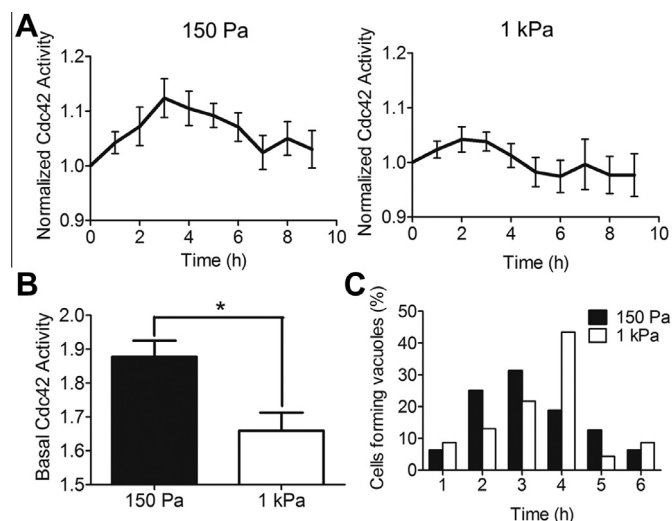 A
150 Pa
1 kPa
Normalized Cdc42 Activity
1.2
1.1
1.0
0.9
0 2 4 6 8 10
Time (h)
Normalized Cdc42 Activity
1.2
1.1
1.0
0.9
0 2 4 6 8 10
Time (h)
B
Basal Cdc42 Activity
2.0
1.9
1.8
1.7
1.6
1.5
*
150 Pa 1 kPa
C
Cells forming vacuoles (%)
50
40
30
20
10
0
150 Pa
1 kPa
1 2 3 4 5 6
Time (h)